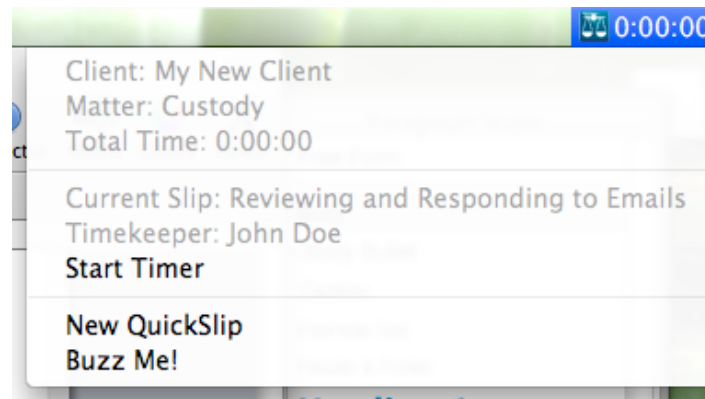 0:00:00
Client: My New Client
Matter: Custody
Total Time: 0:00:00
Current Slip: Reviewing and Responding to Emails
Timekeeper: John Doe
Start Timer
New QuickSlip
Buzz Me!